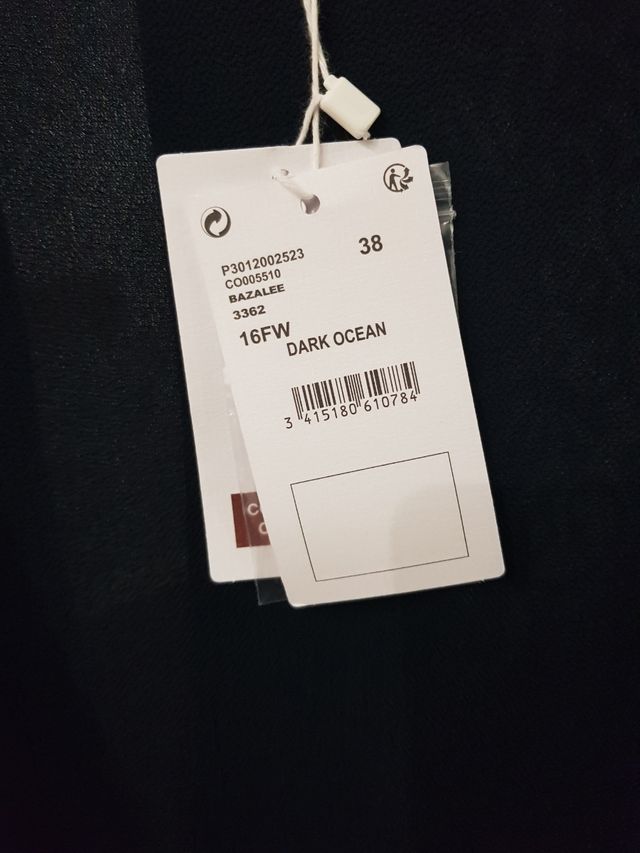 38
P3012002523
CO005510
BAZALEE
3362
16FW
DARK OCEAN
3 415180 610784